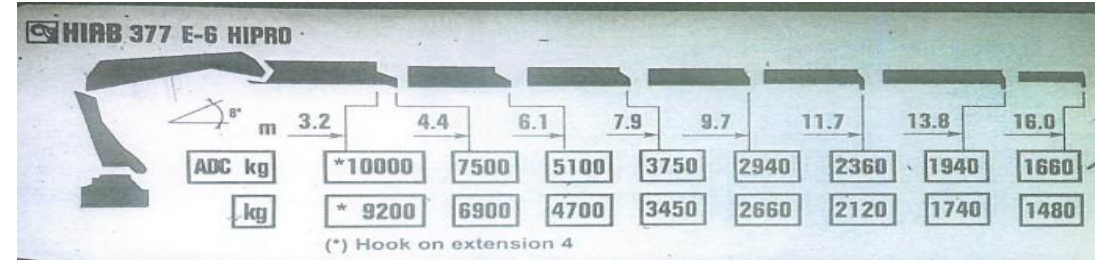 HIAB 377 E-6 HIPRO
8° m 3.2 4.4 6.1 7.9 9.7 11.7 13.8 16.0
ADC kg *10000 7500 5100 3750 2940 2360 1940 1660
kg * 9200 6900 4700 3450 2660 2120 1740 1480
(*) Hook on extension 4